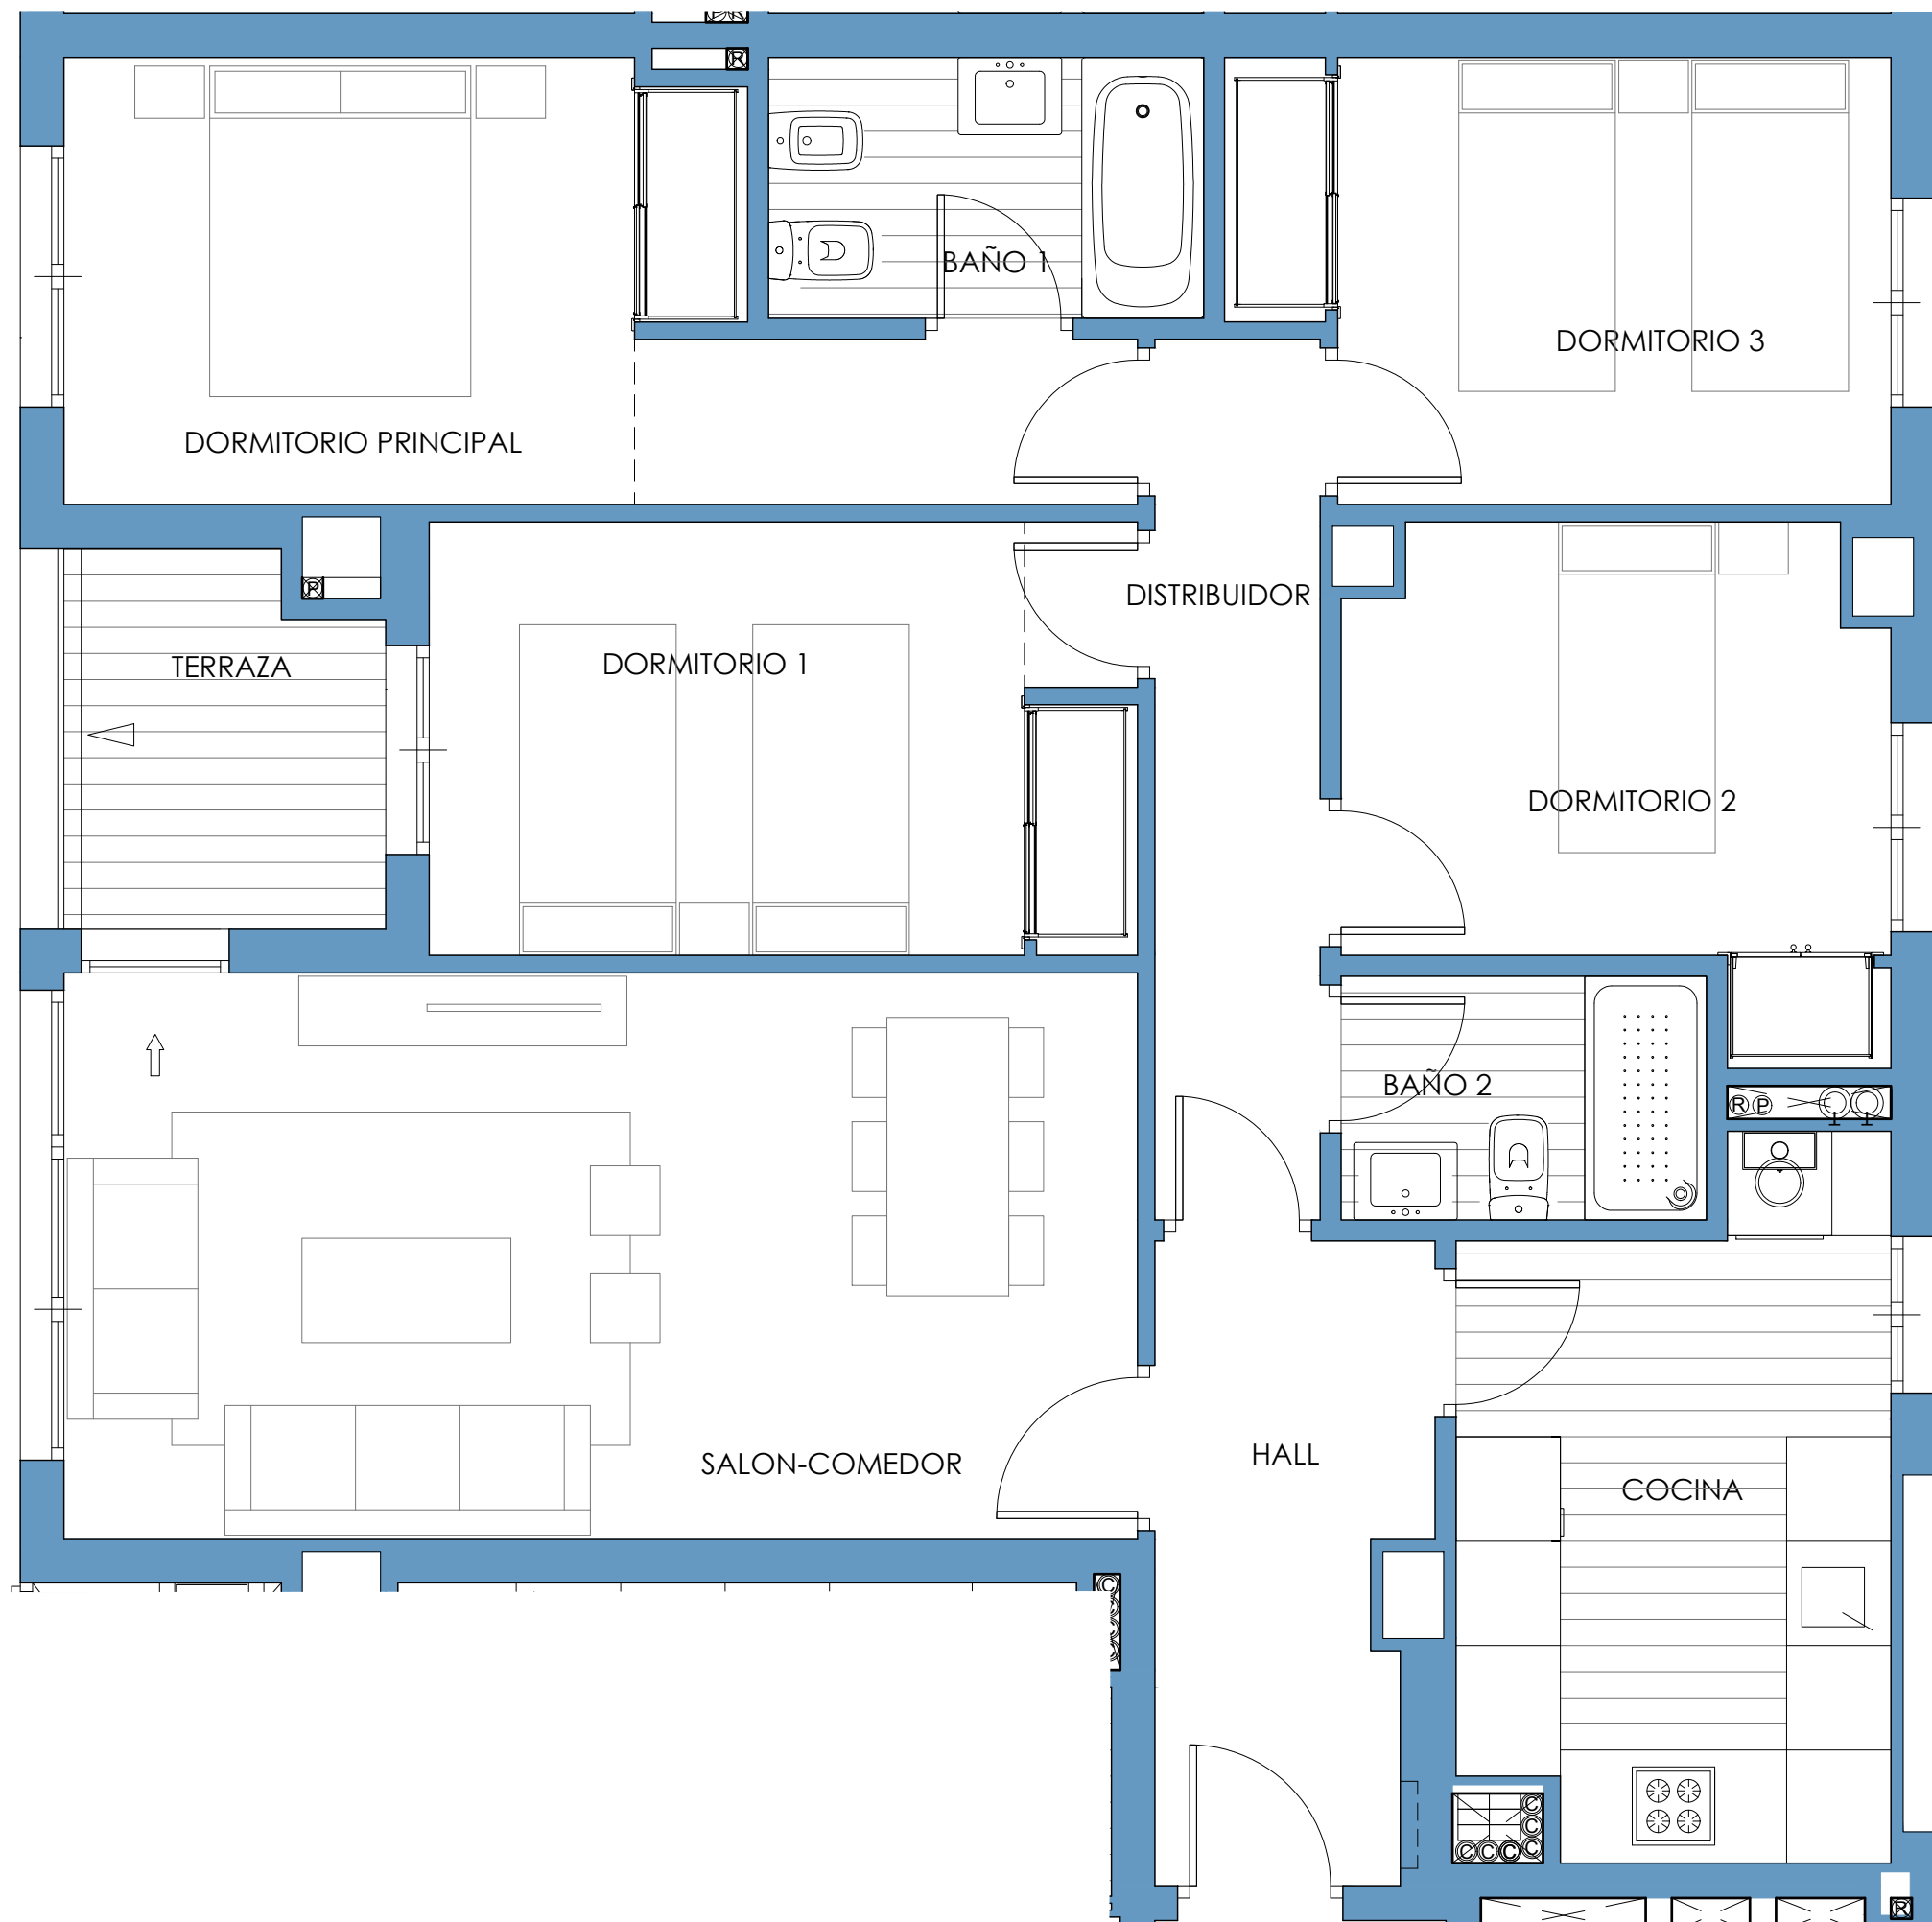 R
BAÑO 1
DORMITORIO 3
DORMITORIO PRINCIPAL
P
DISTRIBUIDOR
TERRAZA
DORMITORIO 1
DORMITORIO 2
BAÑO 2
R P
SALON-COMEDOR
HALL
COCINA
C
C
C
C
C C C C
R